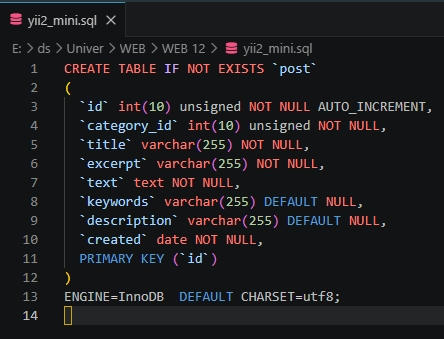 yii2_mini.sql ×
E: > ds > Univer > WEB > WEB 12 > yii2_mini.sql
1 CREATE TABLE IF NOT EXISTS `post`
2 (
3 `id` int(10) unsigned NOT NULL AUTO_INCREMENT,
4 `category_id` int(10) unsigned NOT NULL,
5 `title` varchar(255) NOT NULL,
6 `excerpt` varchar(255) NOT NULL,
7 `text` text NOT NULL,
8 `keywords` varchar(255) DEFAULT NULL,
9 `description` varchar(255) DEFAULT NULL,
10 `created` date NOT NULL,
11 PRIMARY KEY (`id`)
12 )
13 ENGINE=InnoDB  DEFAULT CHARSET=utf8;
14